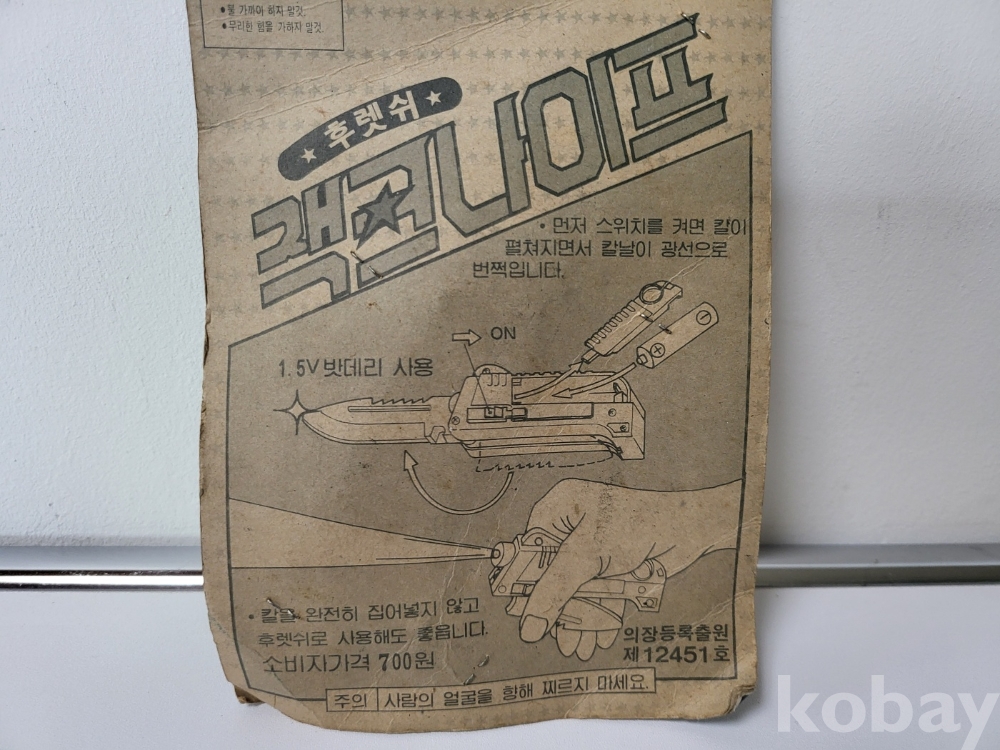 •불 가까이 하지 말것.
•무리한 힘을 가하자 말것.
★후렛쉬★
잭크나이프
• 먼저 스위치를 켜면 칼이
펼쳐지면서 칼날이 광선으로
번쩍입니다.
ON
1.5V 밧데리 사용
• 칼을 완전히 집어넣지 않고
후렛쉬로 사용해도 좋읍니다.
소비자가격 700원
의장등록출원
제12451호
주의 사람의 얼굴을 향해 찌르지 마세요.
kobay